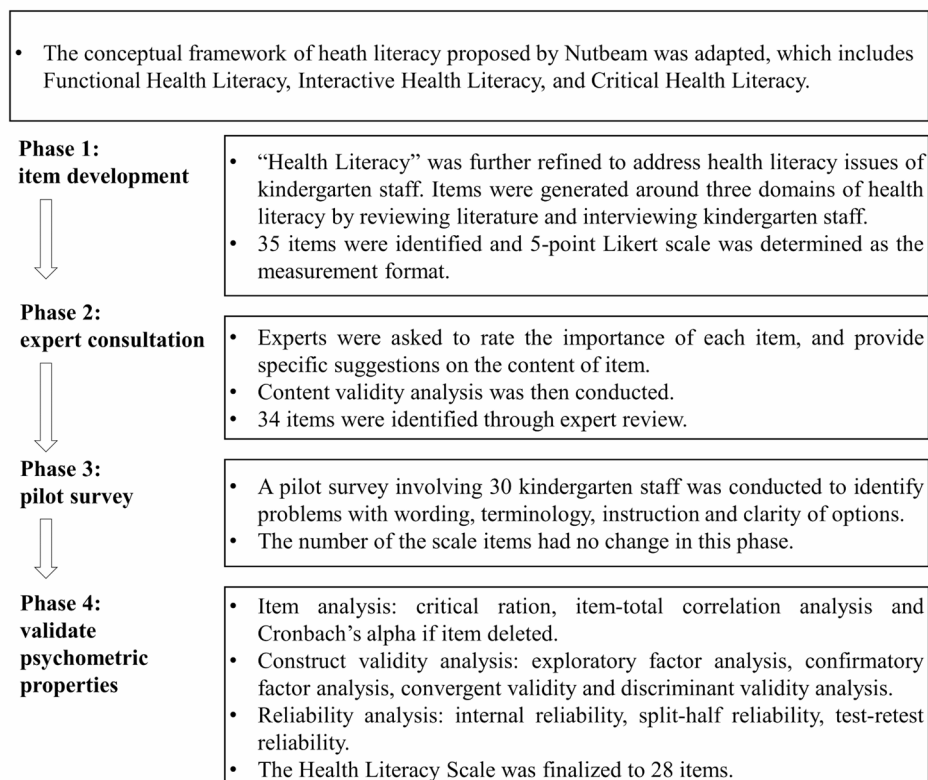 • The conceptual framework of heath literacy proposed by Nutbeam was adapted, which includes
Functional Health Literacy, Interactive Health Literacy, and Critical Health Literacy.
Phase 1:
item development
• “Health Literacy” was further refined to address health literacy issues of
kindergarten staff. Items were generated around three domains of health
literacy by reviewing literature and interviewing kindergarten staff.
• 35 items were identified and 5-point Likert scale was determined as the
measurement format.
Phase 2:
expert consultation
• Experts were asked to rate the importance of each item, and provide
specific suggestions on the content of item.
• Content validity analysis was then conducted.
• 34 items were identified through expert review.
Phase 3:
pilot survey
• A pilot survey involving 30 kindergarten staff was conducted to identify
problems with wording, terminology, instruction and clarity of options.
• The number of the scale items had no change in this phase.
Phase 4:
validate
psychometric
properties
• Item analysis: critical ration, item-total correlation analysis and
Cronbach’s alpha if item deleted.
• Construct validity analysis: exploratory factor analysis, confirmatory
factor analysis, convergent validity and discriminant validity analysis.
• Reliability analysis: internal reliability, split-half reliability, test-retest
reliability.
• The Health Literacy Scale was finalized to 28 items.